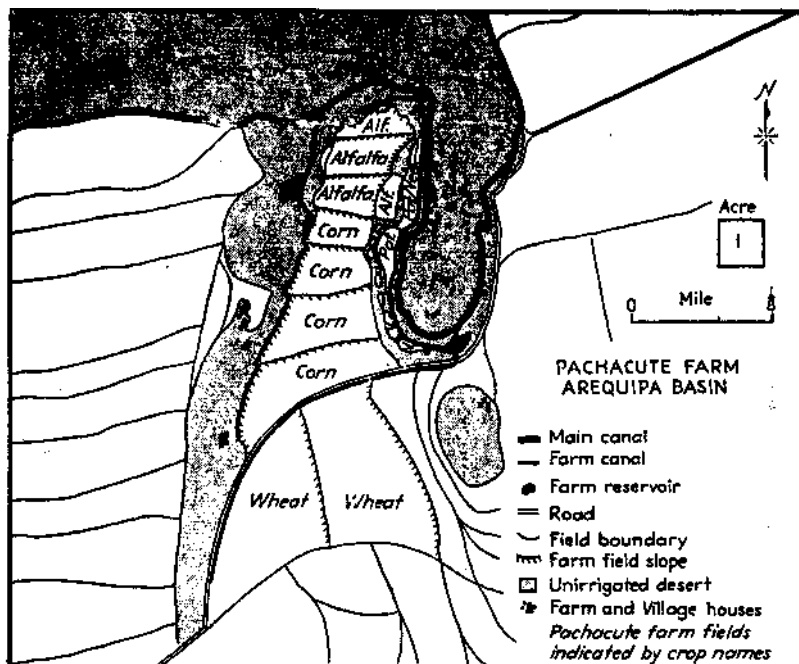 N
Alf.
Alfalfa
Alfalfa
Alf.
Corn
Pot.
Corn
Corn
Corn
Wheat
Wheat
Acre
1
0 Mile
PACHACUTE FARM
AREQUIPA BASIN
Main canal
Farm canal
Farm reservoir
Road
Field boundary
Farm field slope
Unirrigated desert
Farm and Village houses
Pachacute farm fields
indicated by crop names